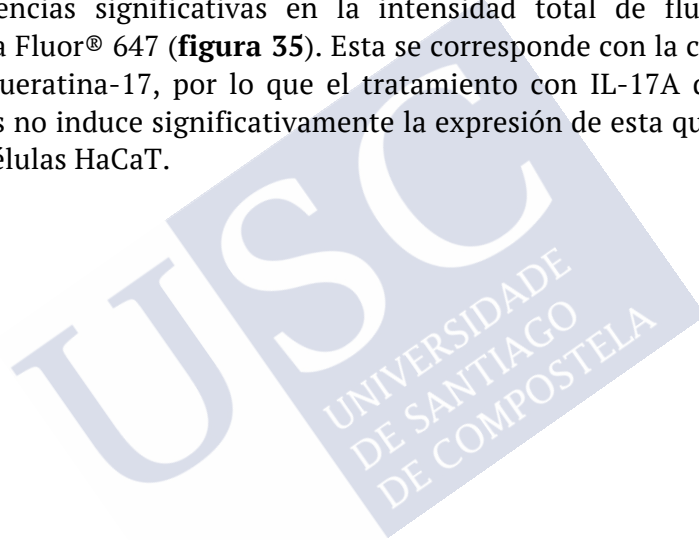 encias significativas en la intensidad total de flu
a Fluor® 647 (figura 35). Esta se corresponde con la c
ueratina-17, por lo que el tratamiento con IL-17A
s no induce significativamente la expresión de esta qu
élulas HaCaT.
USC
UNIVERSIDADE
DE SANTIAGO
DE COMPOSTELA